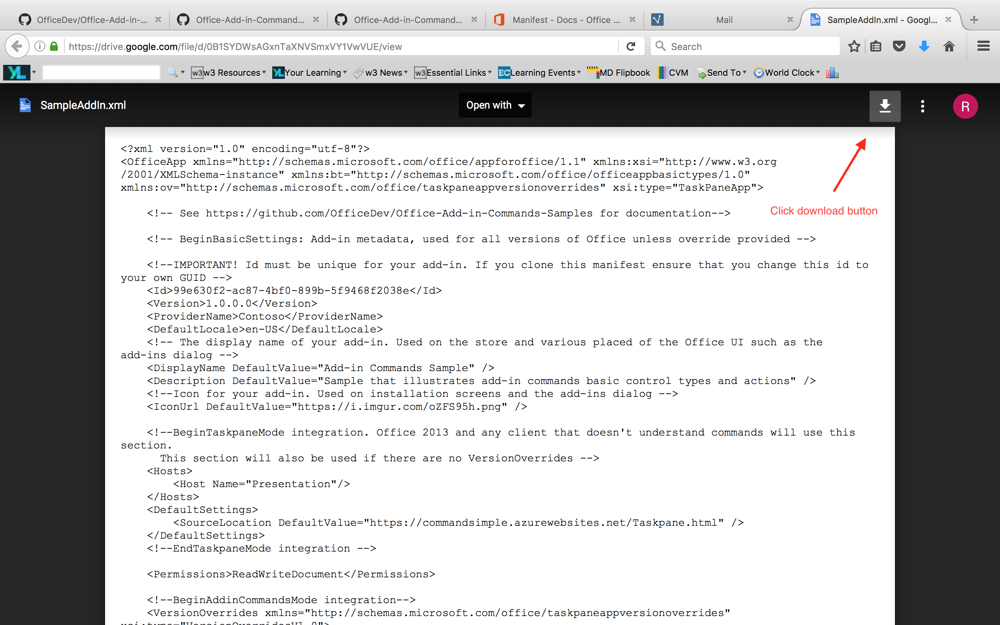 OfficeDev/Office-Add-in-...
Office-Add-in-Command...
Office-Add-in-Command...
Manifest - Docs - Office ...
Mail
SampleAddIn.xml - Googl...
https://drive.google.com/file/d/0B1SYDWsAGxnTaXNVSmxVY1VwVUE/view
Search
YL
w3 w3 Resources
YL Your Learning
w3 News
w3 Essential Links
EC Learning Events
MD Flipbook
CVM
Send To
World Clock
SampleAddIn.xml
Open with
R
<?xml version="1.0" encoding="utf-8"?>
<OfficeApp xmlns="http://schemas.microsoft.com/office/appforoffice/1.1" xmlns:xsi="http://www.w3.org
/2001/XMLSchema-instance" xmlns:bt="http://schemas.microsoft.com/office/officeappbasictypes/1.0"
xmlns:ov="http://schemas.microsoft.com/office/taskpaneappversionoverrides" xsi:type="TaskPaneApp">
<!-- See https://github.com/OfficeDev/Office-Add-in-Commands-Samples for documentation-->
Click download button
<!-- BeginBasicSettings: Add-in metadata, used for all versions of Office unless override provided -->
<!--IMPORTANT! Id must be unique for your add-in. If you clone this manifest ensure that you change this id to
your own GUID -->
<Id>99e630f2-ac87-4bf0-899b-5f9468f2038e</Id>
<Version>1.0.0.0</Version>
<ProviderName>Contoso</ProviderName>
<DefaultLocale>en-US</DefaultLocale>
<!-- The display name of your add-in. Used on the store and various placed of the Office UI such as the
add-ins dialog -->
<DisplayName DefaultValue="Add-in Commands Sample" />
<Description DefaultValue="Sample that illustrates add-in commands basic control types and actions" />
<!--Icon for your add-in. Used on installation screens and the add-ins dialog -->
<IconUrl DefaultValue="https://i.imgur.com/oZFS95h.png" />
<!--BeginTaskpaneMode integration. Office 2013 and any client that doesn't understand commands will use this
section.
This section will also be used if there are no VersionOverrides -->
<Hosts>
<Host Name="Presentation"/>
</Hosts>
<DefaultSettings>
<SourceLocation DefaultValue="https://commandsimple.azurewebsites.net/Taskpane.html" />
</DefaultSettings>
<!--EndTaskpaneMode integration -->
<Permissions>ReadWriteDocument</Permissions>
<!--BeginAddinCommandsMode integration-->
<VersionOverrides xmlns="http://schemas.microsoft.com/office/taskpaneappversionoverrides"
xsi:type="VersionOverridesV1_0">